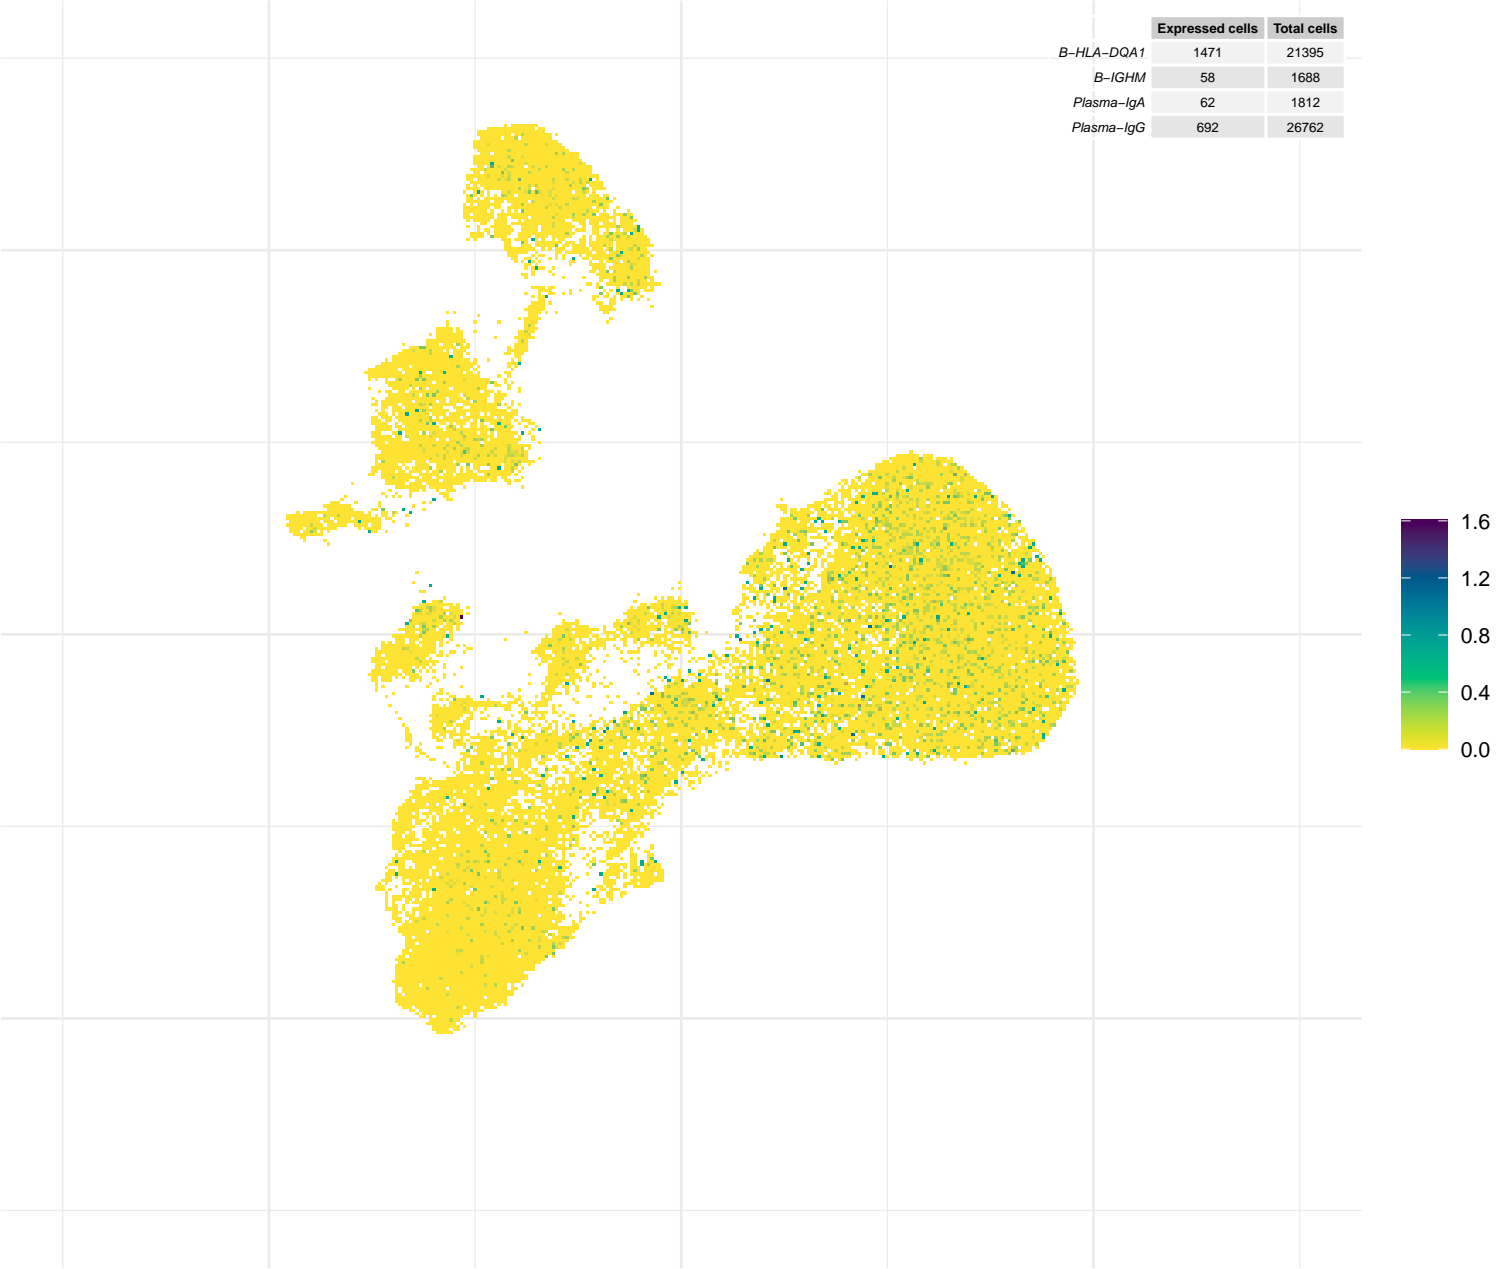 Expressed cells Total cells
B−HLA−DQA1 1471 21395
B−IGHM 58 1688
Plasma−IgA 62 1812
Plasma−IgG 692 26762
1.6
1.2
0.8
0.4
0.0